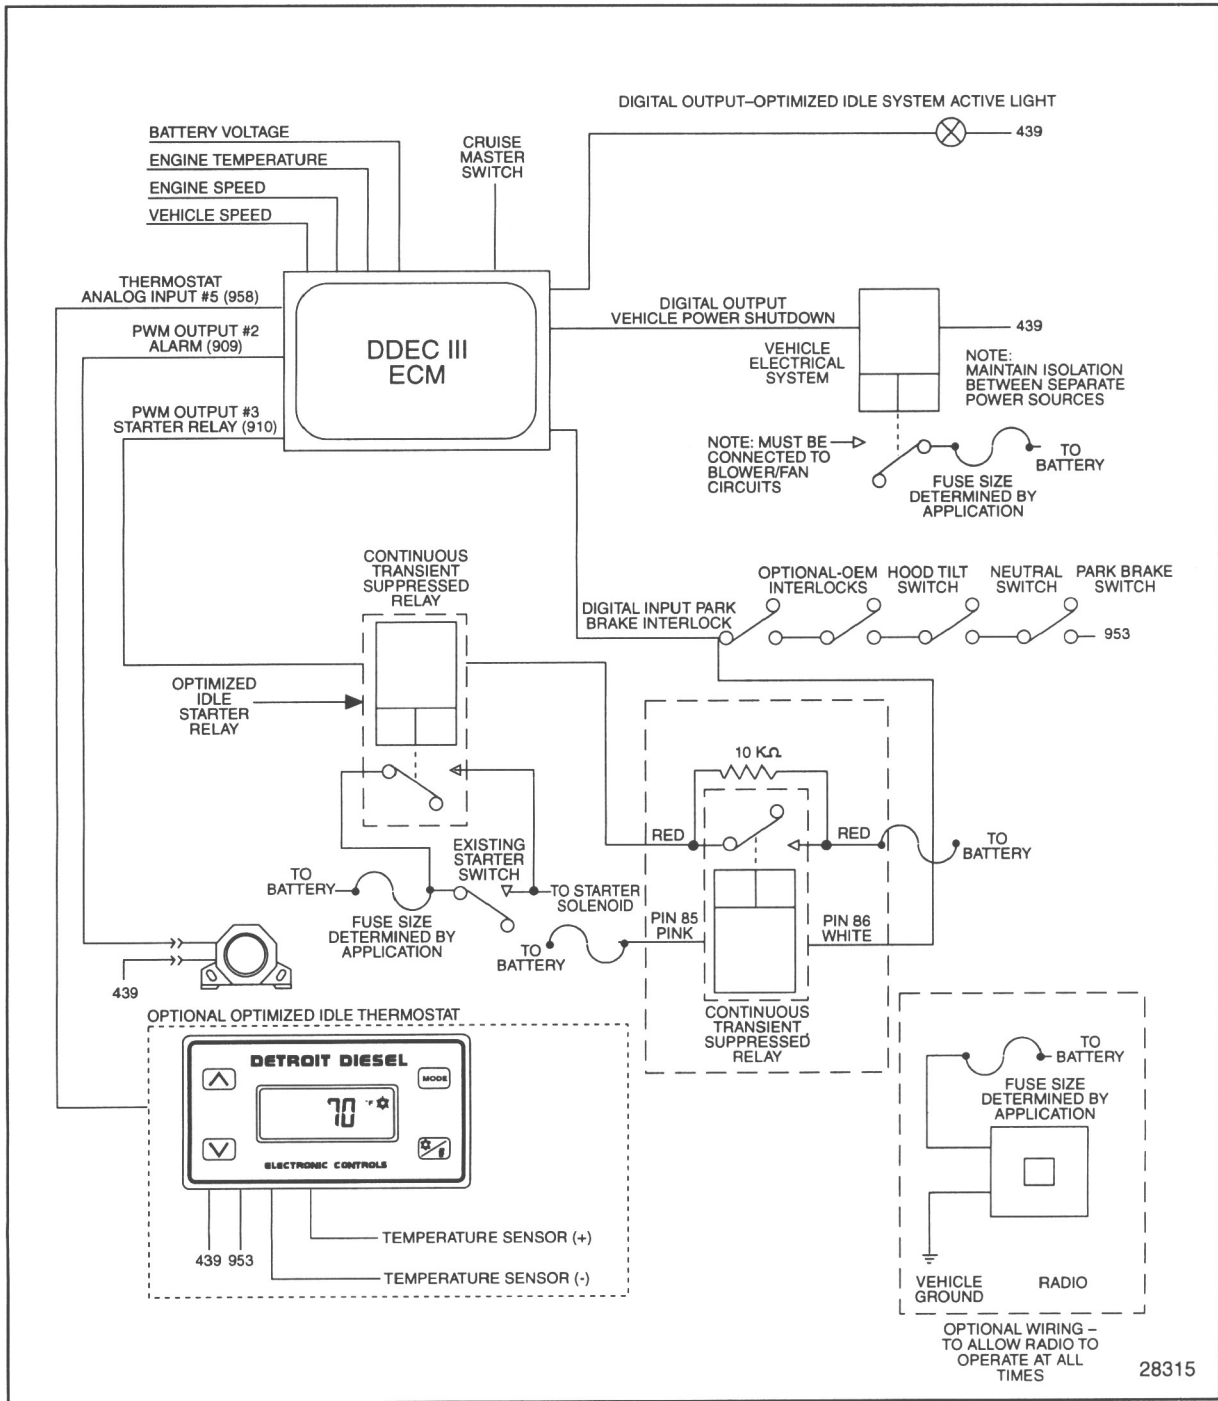 DIGITAL OUTPUT–OPTIMIZED IDLE SYSTEM ACTIVE LIGHT
439
BATTERY VOLTAGE
ENGINE TEMPERATURE
ENGINE SPEED
VEHICLE SPEED
CRUISE
MASTER
SWITCH
THERMOSTAT
ANALOG INPUT #5 (958)
PWM OUTPUT #2
ALARM (909)
PWM OUTPUT #3
STARTER RELAY (910)
DDEC III
ECM
DIGITAL OUTPUT
VEHICLE POWER SHUTDOWN
439
VEHICLE
ELECTRICAL
SYSTEM
NOTE:
MAINTAIN ISOLATION
BETWEEN SEPARATE
POWER SOURCES
NOTE: MUST BE
CONNECTED TO
BLOWER/FAN
CIRCUITS
TO
BATTERY
FUSE SIZE
DETERMINED BY
APPLICATION
CONTINUOUS
TRANSIENT
SUPPRESSED
RELAY
OPTIONAL-OEM
INTERLOCKS
HOOD TILT
SWITCH
NEUTRAL
SWITCH
PARK BRAKE
SWITCH
DIGITAL INPUT PARK
BRAKE INTERLOCK
953
OPTIMIZED
IDLE
STARTER
RELAY
10 KΩ
RED
RED
TO
BATTERY
EXISTING
STARTER
SWITCH
TO
BATTERY
TO STARTER
SOLENOID
FUSE SIZE
DETERMINED BY
APPLICATION
TO
BATTERY
PIN 85
PINK
PIN 86
WHITE
439
CONTINUOUS
TRANSIENT
SUPPRESSED
RELAY
OPTIONAL OPTIMIZED IDLE THERMOSTAT
DETROIT DIESEL
MODE
70 °F
ELECTRONIC CONTROLS
439 953
TEMPERATURE SENSOR (+)
TEMPERATURE SENSOR (-)
TO
BATTERY
FUSE SIZE
DETERMINED BY
APPLICATION
VEHICLE
GROUND
RADIO
OPTIONAL WIRING –
TO ALLOW RADIO TO
OPERATE AT ALL
TIMES
28315